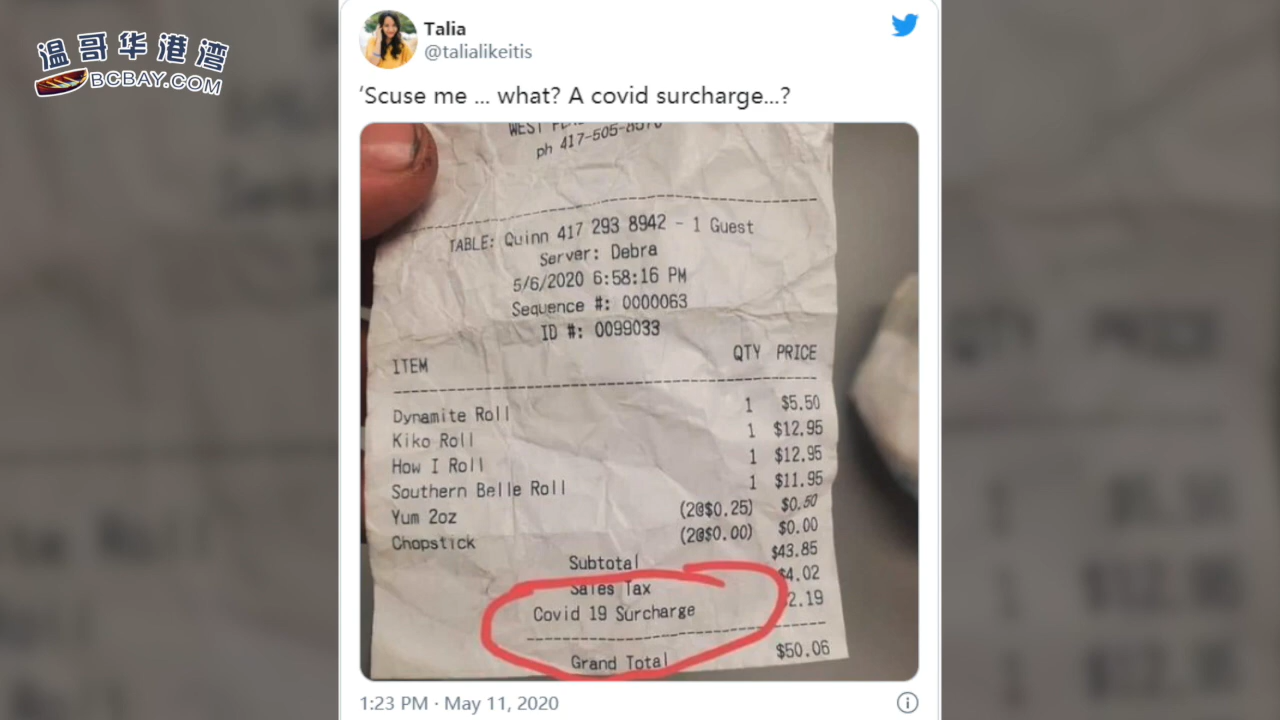 温哥华港湾
BCBAY.COM
Talia
@talialikeitis
‘Scuse me ... what? A covid surcharge...?
WEST
ph 417-505-8570
TABLE: Quinn 417 293 8942 - 1 Guest
Server: Debra
5/6/2020 6:58:16 PM
Sequence #: 0000063
ID #: 0099033
ITEM QTY PRICE
Dynamite Roll 1 $5.50
Kiko Roll 1 $12.95
How I Roll 1 $12.95
Southern Belle Roll 1 $11.95
Yum 2oz (2@$0.25) $0.50
Chopstick (2@$0.00) $0.00
Subtotal $43.85
Sales Tax $4.02
Covid 19 Surcharge 2.19
Grand Total $50.06
1:23 PM · May 11, 2020